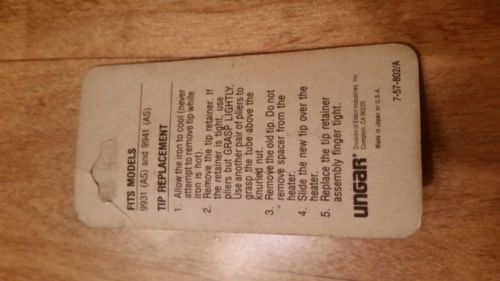 FITS MODELS
9931 (AS) and 9941 (AS)
TIP REPLACEMENT
1. Allow the iron to cool (never
attempt to remove tip while
iron is hot)
2. Remove the tip retainer. If
the retainer is tight, use
pliers but GRASP LIGHTLY.
Use another pair of pliers to
grasp the tube above the
knurled nut.
3. Remove the old tip. Do not
remove spacer from the
heater.
4. Slide the new tip over the
heater.
5. Replace the tip retainer
assembly finger tight.
UNGAR®
Division of Eldon Industries, Inc.
Compton, CA 90220
Made in Japan or U.S.A.
7-57-802/A